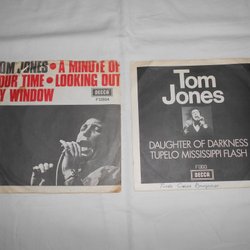 TOM JONES • A MINUTE OF
YOUR TIME • LOOKING OUT
MY WINDOW
DECCA
Tom
Jones
DAUGHTER OF DARKNESS
TUPELO MISSISSIPPI FLASH
DECCA